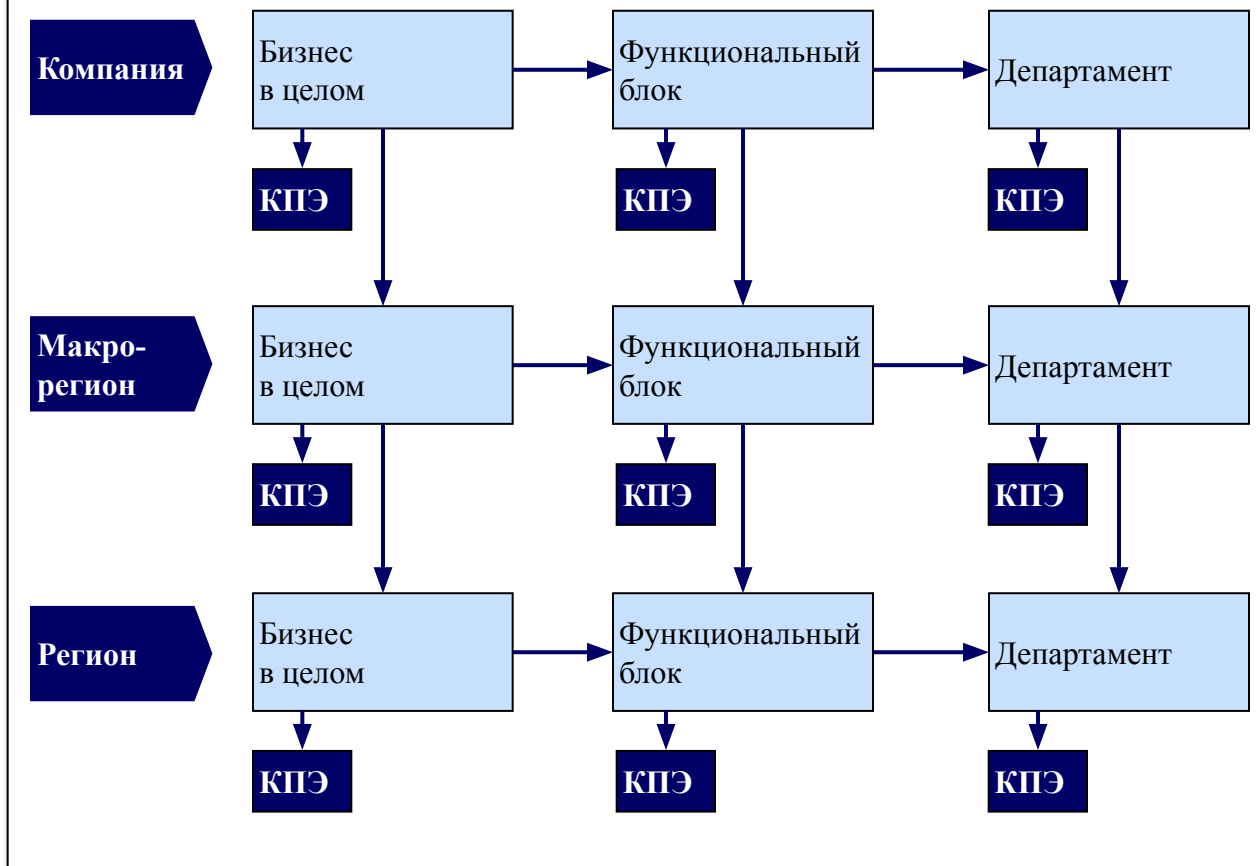 Компания
Бизнес
в целом
Функциональный
блок
Департамент
КПЭ
КПЭ
КПЭ
Макро-
регион
Бизнес
в целом
Функциональный
блок
Департамент
КПЭ
КПЭ
КПЭ
Регион
Бизнес
в целом
Функциональный
блок
Департамент
КПЭ
КПЭ
КПЭ